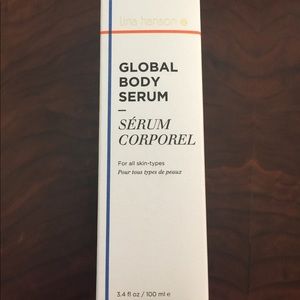 lina hanson
GLOBAL
BODY
SERUM
SÉRUM
CORPOREL
For all skin-types
Pour tous types de peaux
3.4 fl oz / 100 ml e